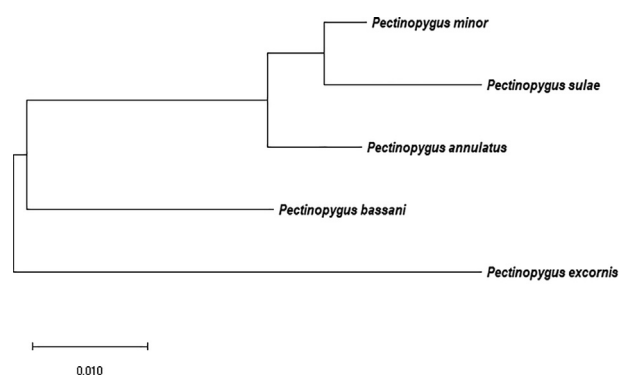 Pectinopygus minor
Pectinopygus sulae
Pectinopygus annulatus
Pectinopygus bassani
Pectinopygus excornis
0.010